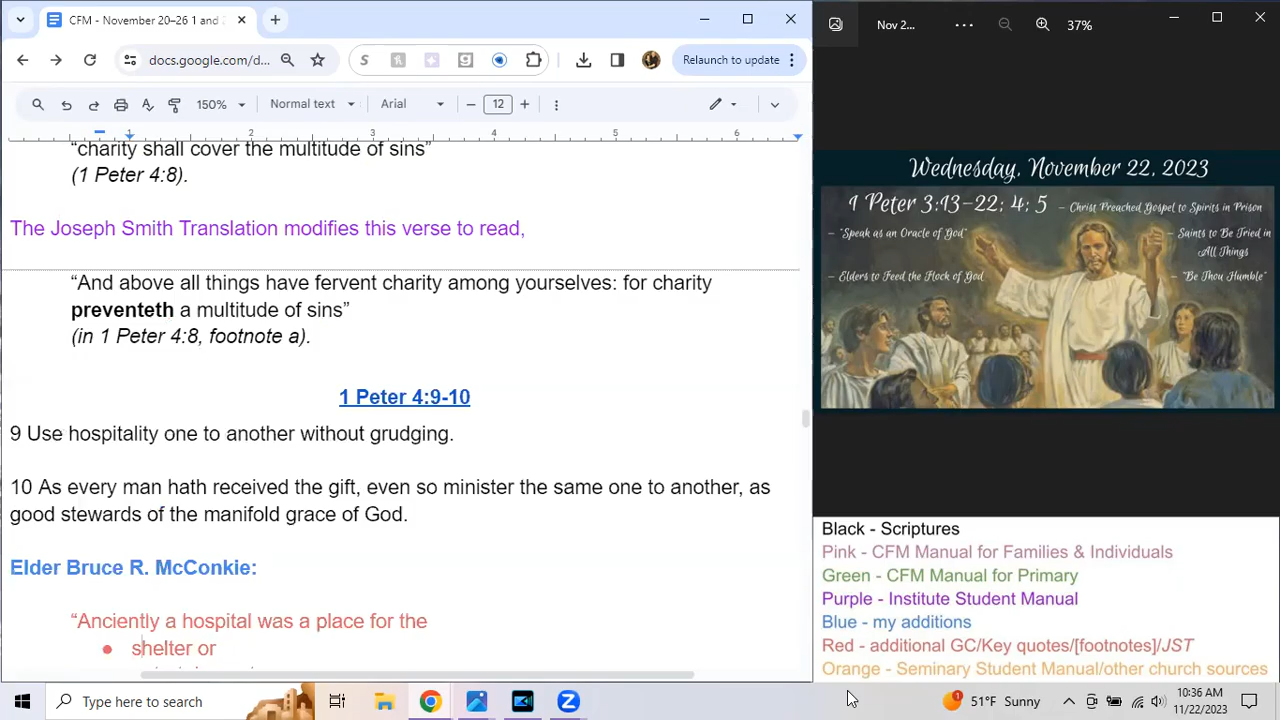 CFM - November 20–26 1 and 2
docs.google.com/d...
Relaunch to update
150%
Normal text
Arial
12
1
2
3
4
5
6
“charity shall cover the multitude of sins”
(1 Peter 4:8).
The Joseph Smith Translation modifies this verse to read,
“And above all things have fervent charity among yourselves: for charity
preventeth a multitude of sins”
(in 1 Peter 4:8, footnote a).
1 Peter 4:9-10
9 Use hospitality one to another without grudging.
10 As every man hath received the gift, even so minister the same one to another, as
good stewards of the manifold grace of God.
Elder Bruce R. McConkie:
“Anciently a hospital was a place for the
● shelter or
Nov 2...
37%
Wednesday, November 22, 2023
1 Peter 3:13–22; 4; 5
– Christ Preached Gospel to Spirits in Prison
– "Speak as an Oracle of God"
– Saints to Be Tried in
All Things
– Elders to Feed the Flock of God
"Be Thou Humble"
Black - Scriptures
Pink - CFM Manual for Families & Individuals
Green - CFM Manual for Primary
Purple - Institute Student Manual
Blue - my additions
Red - additional GC/Key quotes/[footnotes]/JST
Orange - Seminary Student Manual/other church sources
Type here to search
1
51°F Sunny
10:36 AM
11/22/2023